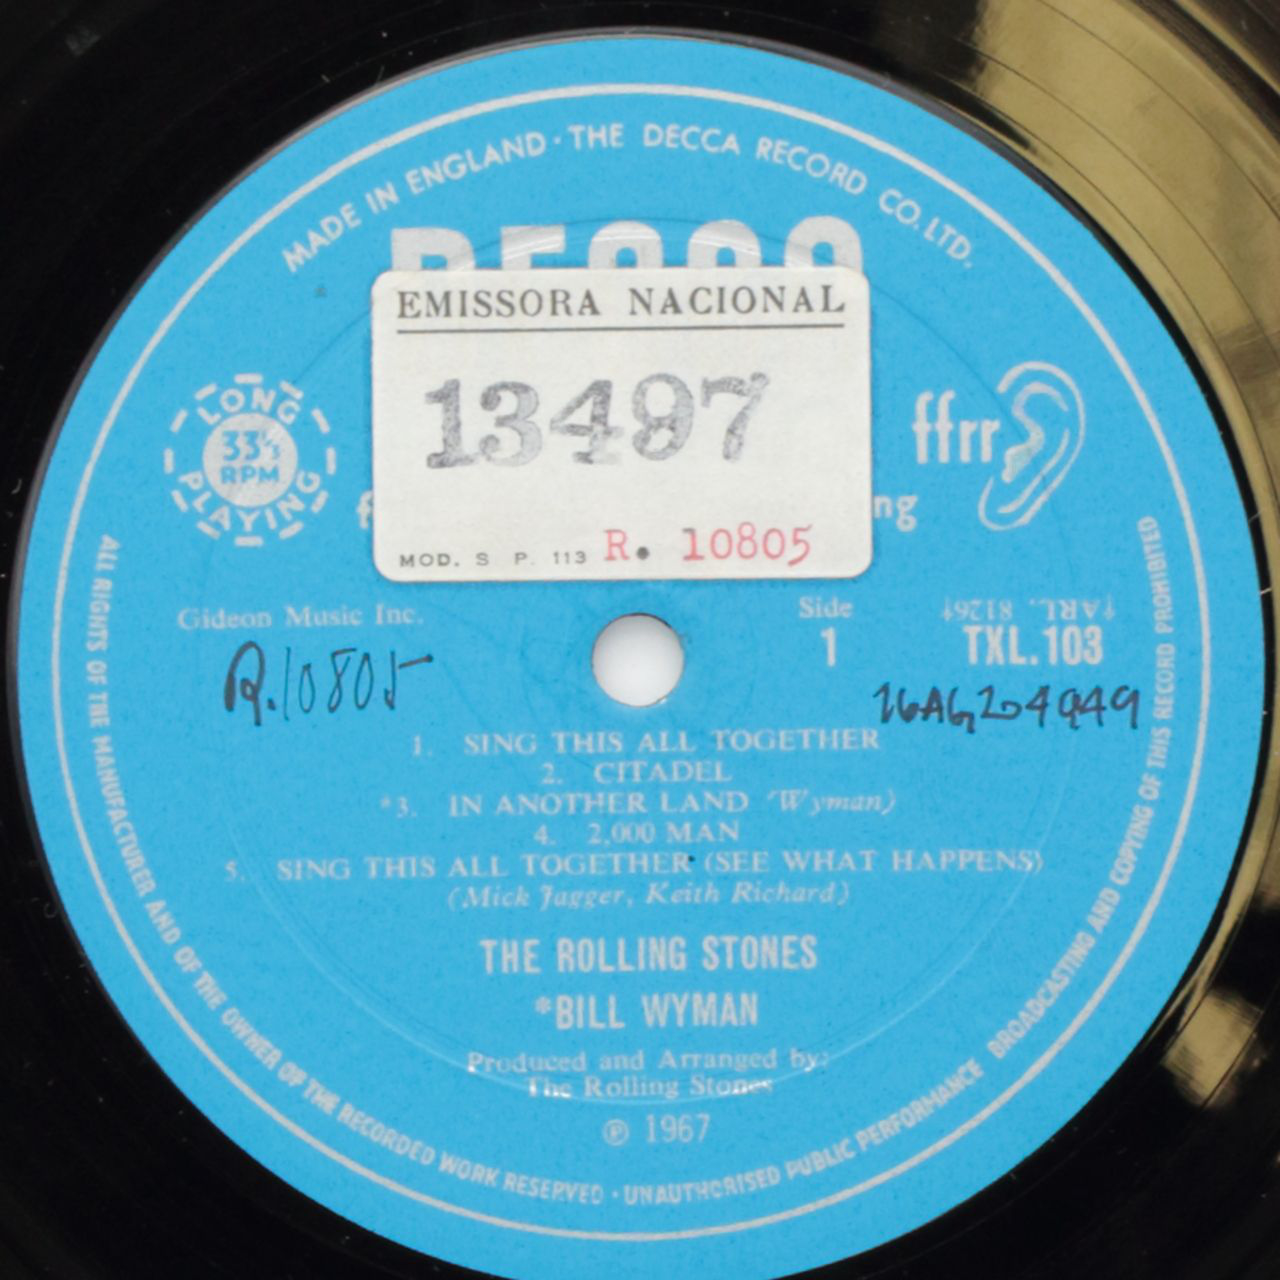 MADE IN ENGLAND · THE DECCA RECORD CO. LTD.
EMISSORA NACIONAL
13497
MOD. S. P. 113 R. 10805
LONG
33⅓
RPM
PLAYING
ffrr
Gideon Music Inc.
R.10805
Side
1
‡ARL. 8126‡
TXL.103
16AG204949
1. SING THIS ALL TOGETHER
2. CITADEL
*3. IN ANOTHER LAND (Wyman)
4. 2,000 MAN
5. SING THIS ALL TOGETHER (SEE WHAT HAPPENS)
(Mick Jagger, Keith Richard)
THE ROLLING STONES
*BILL WYMAN
Produced and Arranged by:
The Rolling Stones
℗ 1967
ALL RIGHTS OF THE MANUFACTURER AND OF THE OWNER OF THE RECORDED WORK RESERVED · UNAUTHORISED PUBLIC PERFORMANCE BROADCASTING AND COPYING OF THIS RECORD PROHIBITED